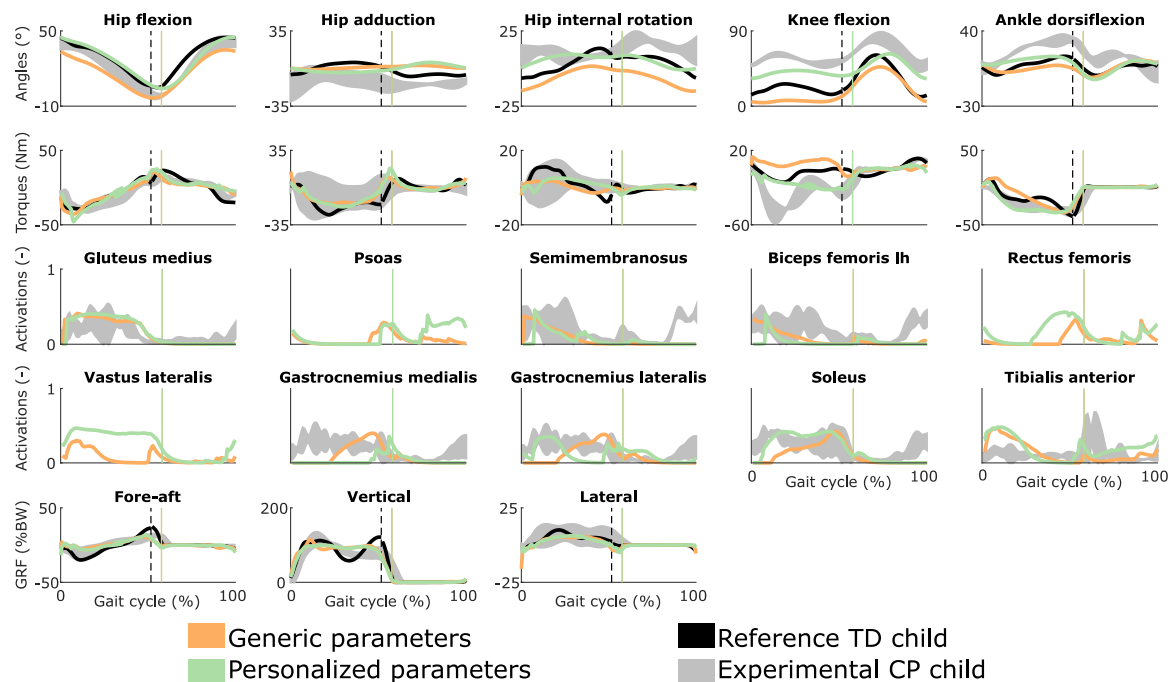 Hip flexion Hip adduction Hip internal rotation Knee flexion Ankle dorsiflexion
Angles (°) 50 -10 35 -35 25 -25 90 0 40 -30
Torques (Nm) 50 -50 35 -35 20 -20 20 -60 50 -50
Gluteus medius Psoas Semimembranosus Biceps femoris lh Rectus femoris
Activations (-) 1 0
Vastus lateralis Gastrocnemius medialis Gastrocnemius lateralis Soleus Tibialis anterior
Activations (-) 1 0
0 Gait cycle (%) 100 0 Gait cycle (%) 100
Fore-aft Vertical Lateral
GRF (%BW) 50 -50 200 0 25 -25
0 Gait cycle (%) 100 0 Gait cycle (%) 100 0 Gait cycle (%) 100
Generic parameters Reference TD child
Personalized parameters Experimental CP child